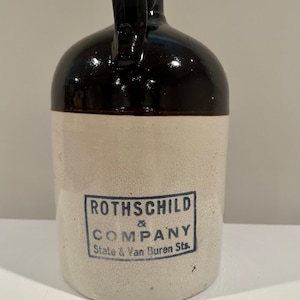 ROTHSCHILD
&
COMPANY
State & Van Buren Sts.